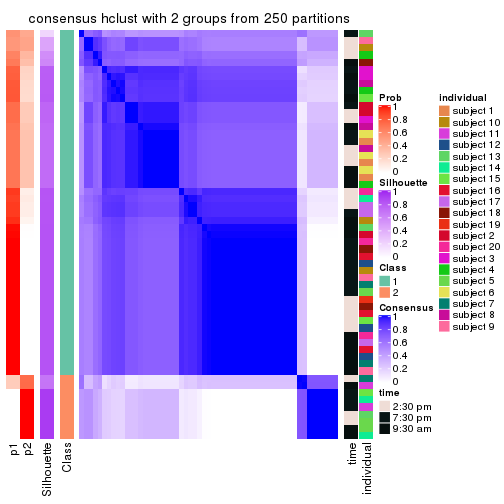 consensus hclust with 2 groups from 250 partitions
Prob
1
0.8
0.6
0.4
0.2
0
Silhouette
1
0.8
0.6
0.4
0.2
0
Class
1
2
Consensus
1
0.8
0.6
0.4
0.2
0
time
2:30 pm
7:30 pm
9:30 am
individual
subject 1
subject 10
subject 11
subject 12
subject 13
subject 14
subject 15
subject 16
subject 17
subject 18
subject 19
subject 2
subject 20
subject 3
subject 4
subject 5
subject 6
subject 7
subject 8
subject 9
p1
p2
Silhouette
Class
time
individual